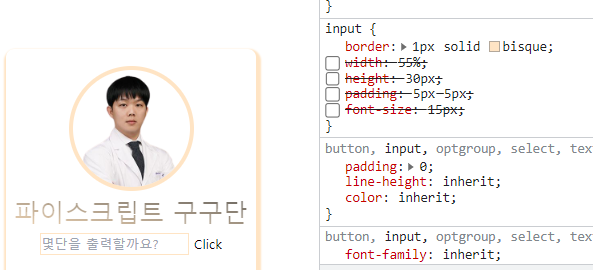 파이스크립트 구구단
몇단을 출력할까요? Click
}
input {
border: 1px solid bisque;
width: 55%;
height: 30px;
padding: 5px 5px;
font-size: 15px;
}
button, input, optgroup, select, tex
padding: 0;
line-height: inherit;
color: inherit;
}
button, input, optgroup, select, tex
font-family: inherit;